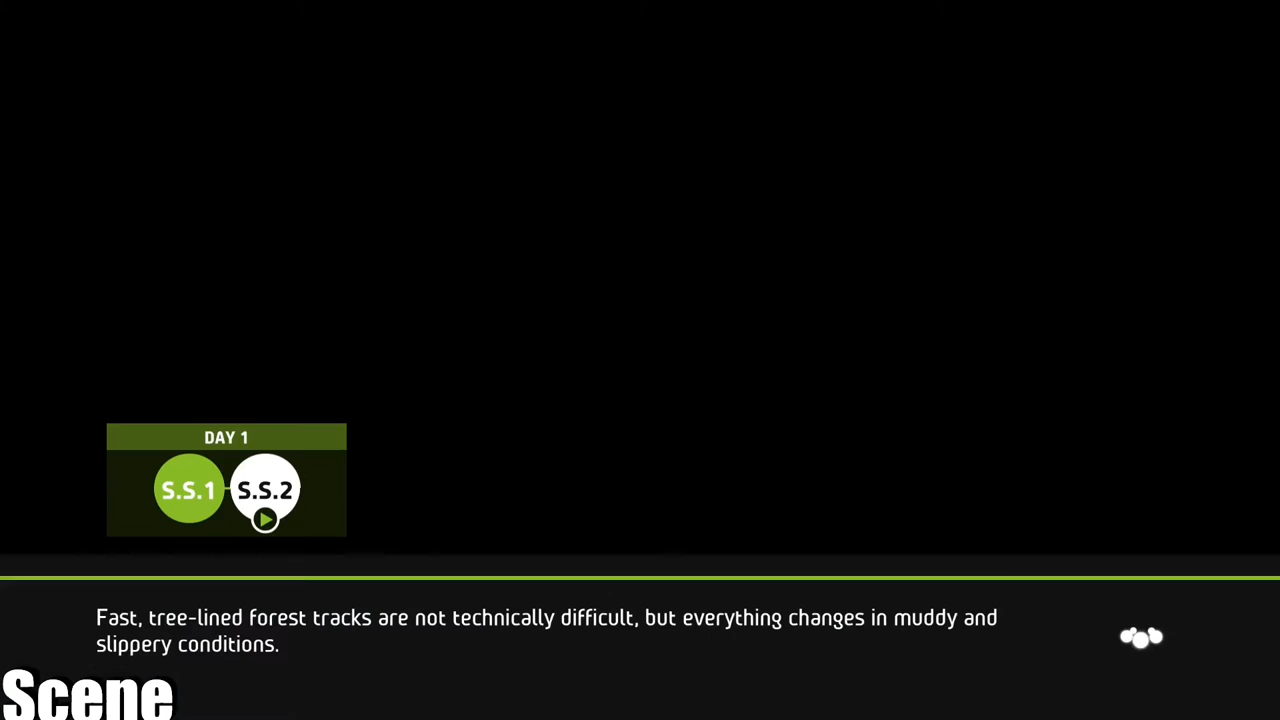 DAY 1
S.S.1 S.S.2
Fast, tree-lined forest tracks are not technically difficult, but everything changes in muddy and
slippery conditions.
Scene